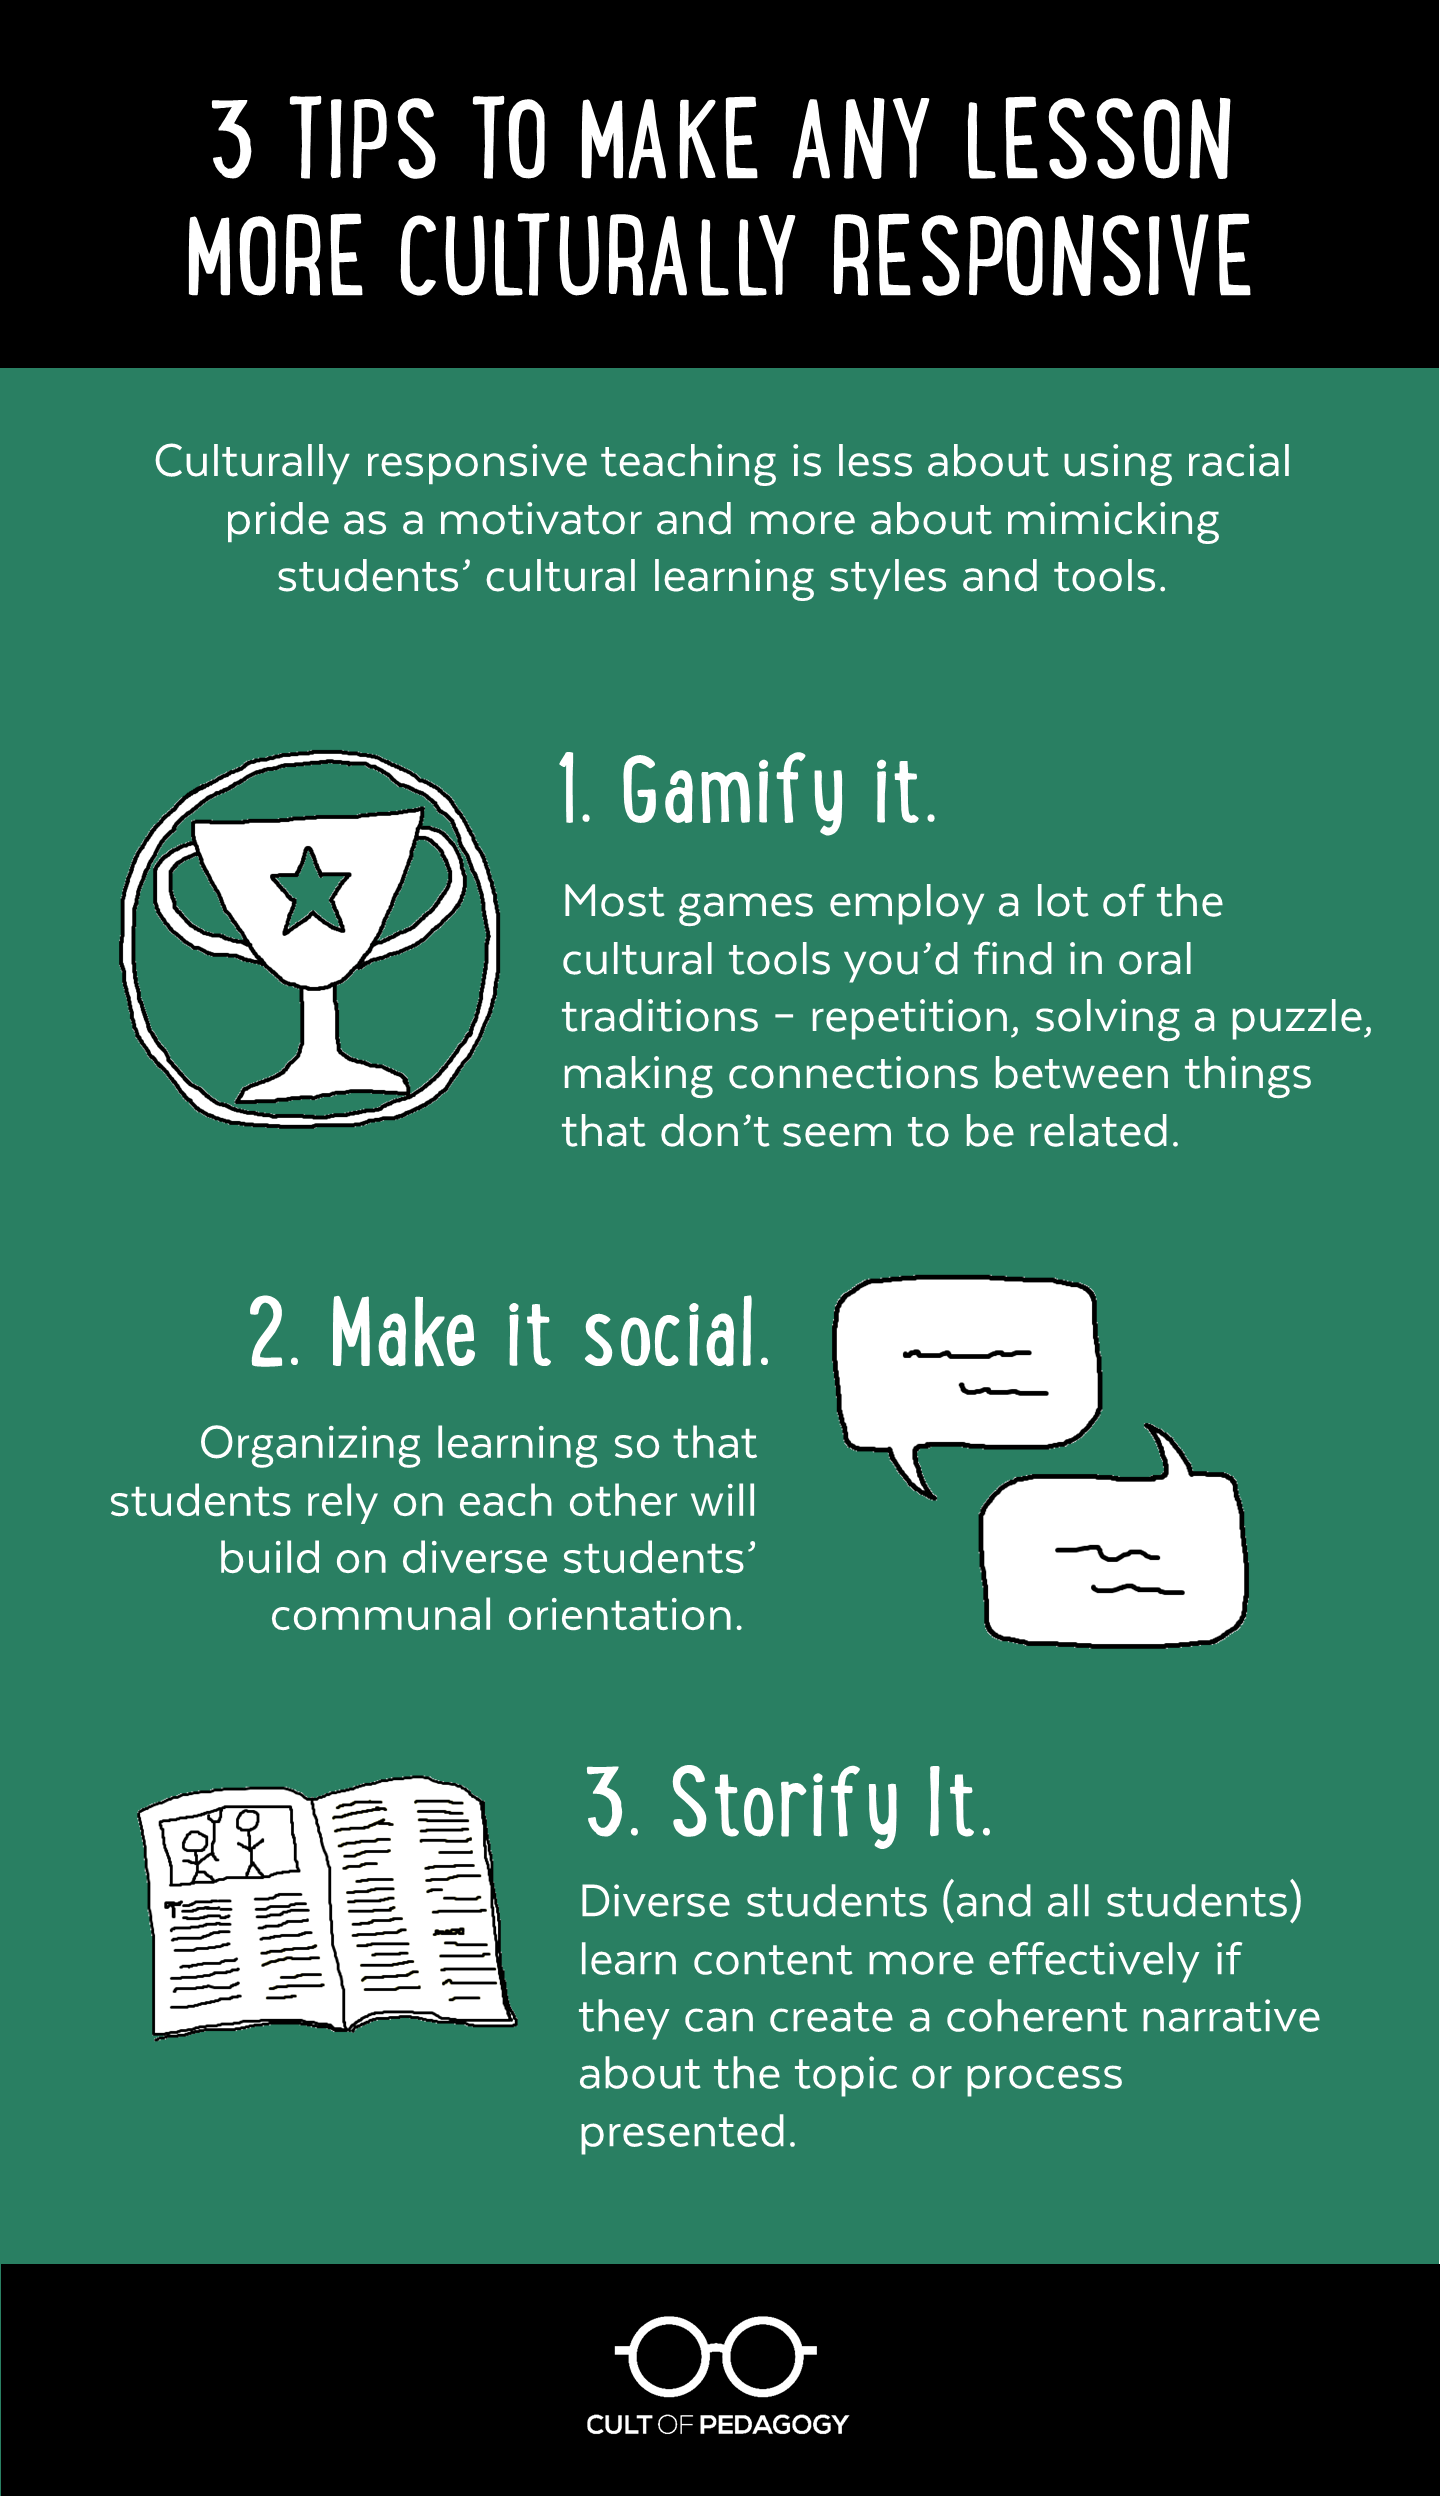 3 TIPS TO MAKE ANY LESSON
MORE CULTURALLY RESPONSIVE
Culturally responsive teaching is less about using racial
pride as a motivator and more about mimicking
students’ cultural learning styles and tools.
1. Gamify it.
Most games employ a lot of the
cultural tools you’d find in oral
traditions – repetition, solving a puzzle,
making connections between things
that don’t seem to be related.
2. Make it social.
Organizing learning so that
students rely on each other will
build on diverse students’
communal orientation.
3. Storify It.
Diverse students (and all students)
learn content more effectively if
they can create a coherent narrative
about the topic or process
presented.
CULT OF PEDAGOGY